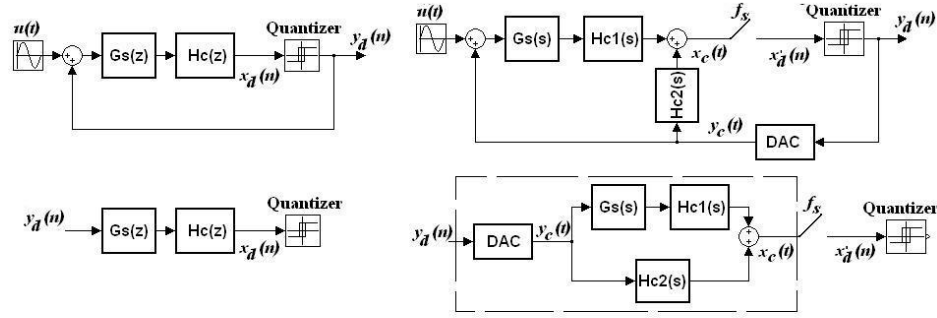 u(t)
Quantizer
y_d(n)
Gs(z)
Hc(z)
x_d(n)
u(t)
f_s
Quantizer
y_d(n)
Gs(s)
Hc1(s)
x_c(t)
x_d(n)
Hc2(s)
y_c(t)
DAC
y_d(n)
Gs(z)
Hc(z)
Quantizer
x_d(n)
Gs(s)
Hc1(s)
f_s
Quantizer
y_d(n)
DAC
y_c(t)
x_c(t)
x_d(n)
Hc2(s)